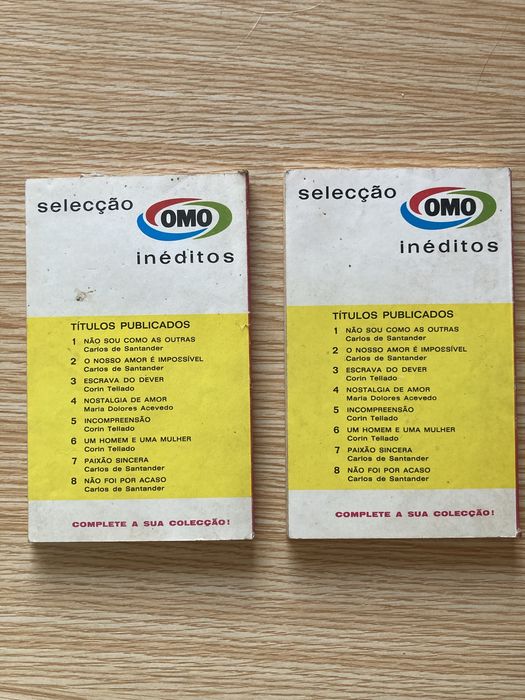 selecção
OMO
inéditos
TÍTULOS PUBLICADOS
1 NÃO SOU COMO AS OUTRAS
Carlos de Santander
2 O NOSSO AMOR É IMPOSSÍVEL
Carlos de Santander
3 ESCRAVA DO DEVER
Corin Tellado
4 NOSTALGIA DE AMOR
Maria Dolores Acevedo
5 INCOMPREENSÃO
Corin Tellado
6 UM HOMEM E UMA MULHER
Corin Tellado
7 PAIXÃO SINCERA
Carlos de Santander
8 NÃO FOI POR ACASO
Carlos de Santander
COMPLETE A SUA COLECÇÃO!
selecção
OMO
inéditos
TÍTULOS PUBLICADOS
1 NÃO SOU COMO AS OUTRAS
Carlos de Santander
2 O NOSSO AMOR É IMPOSSÍVEL
Carlos de Santander
3 ESCRAVA DO DEVER
Corin Tellado
4 NOSTALGIA DE AMOR
Maria Dolores Acevedo
5 INCOMPREENSÃO
Corin Tellado
6 UM HOMEM E UMA MULHER
Corin Tellado
7 PAIXÃO SINCERA
Carlos de Santander
8 NÃO FOI POR ACASO
Carlos de Santander
COMPLETE A SUA COLECÇÃO!